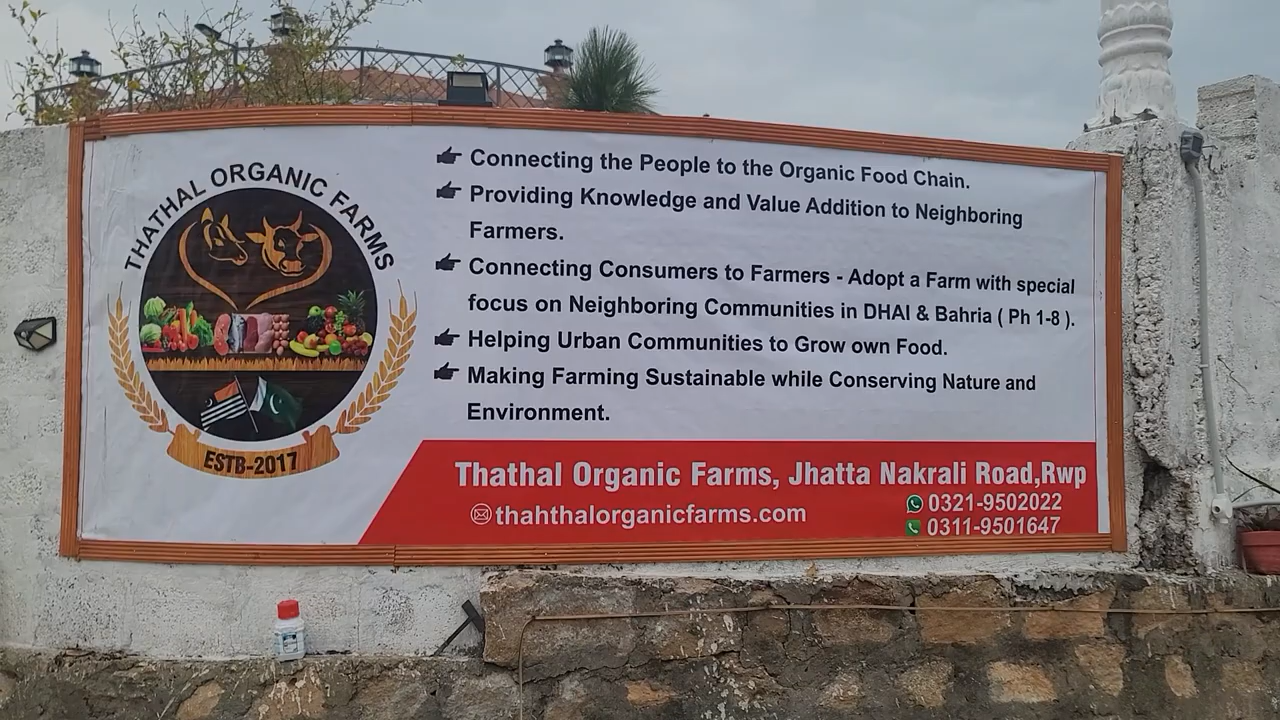 THATHAL ORGANIC FARMS
ESTB-2017
Connecting the People to the Organic Food Chain.
Providing Knowledge and Value Addition to Neighboring
Farmers.
Connecting Consumers to Farmers - Adopt a Farm with special
focus on Neighboring Communities in DHAI & Bahria ( Ph 1-8 ).
Helping Urban Communities to Grow own Food.
Making Farming Sustainable while Conserving Nature and
Environment.
Thathal Organic Farms, Jhatta Nakrali Road,Rwp
thahthalorganicfarms.com
0321-9502022
0311-9501647